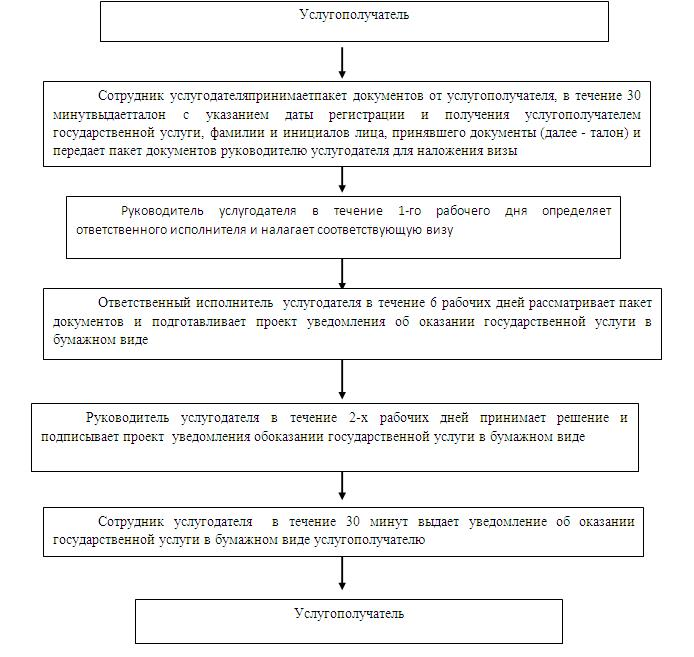 Услугополучатель
Сотрудник услугодателяпринимаетпакет документов от услугополучателя, в течение 30
минутвыдаетталон с указанием даты регистрации и получения услугополучателем
государственной услуги, фамилии и инициалов лица, принявшего документы (далее - талон) и
передает пакет документов руководителю услугодателя для наложения визы
Руководитель услугодателя в течение 1-го рабочего дня определяет
ответственного исполнителя и налагает соответствующую визу
Ответственный исполнитель услугодателя в течение 6 рабочих дней рассматривает пакет
документов и подготавливает проект уведомления об оказании государственной услуги в
бумажном виде
Руководитель услугодателя в течение 2-х рабочих дней принимает решение и
подписывает проект уведомления обоказании государственной услуги в бумажном виде
Сотрудник услугодателя в течение 30 минут выдает уведомление об оказании
государственной услуги в бумажном виде услугополучателю
Услугополучатель